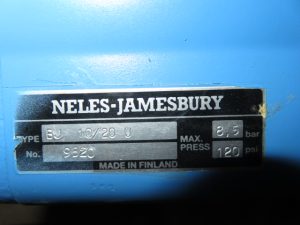 NELES-JAMESBURY
TYPE BJ 10/20 U MAX. 8,5 bar
No. 9520 PRESS 120 psi
MADE IN FINLAND